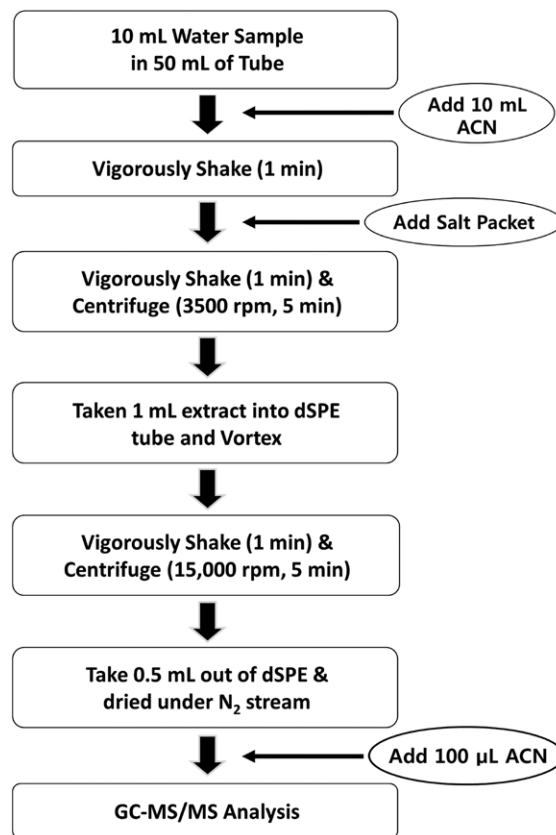 10 mL Water Sample
in 50 mL of Tube
Add 10 mL
ACN
Vigorously Shake (1 min)
Add Salt Packet
Vigorously Shake (1 min) &
Centrifuge (3500 rpm, 5 min)
Taken 1 mL extract into dSPE
tube and Vortex
Vigorously Shake (1 min) &
Centrifuge (15,000 rpm, 5 min)
Take 0.5 mL out of dSPE &
dried under N₂ stream
Add 100 µL ACN
GC-MS/MS Analysis